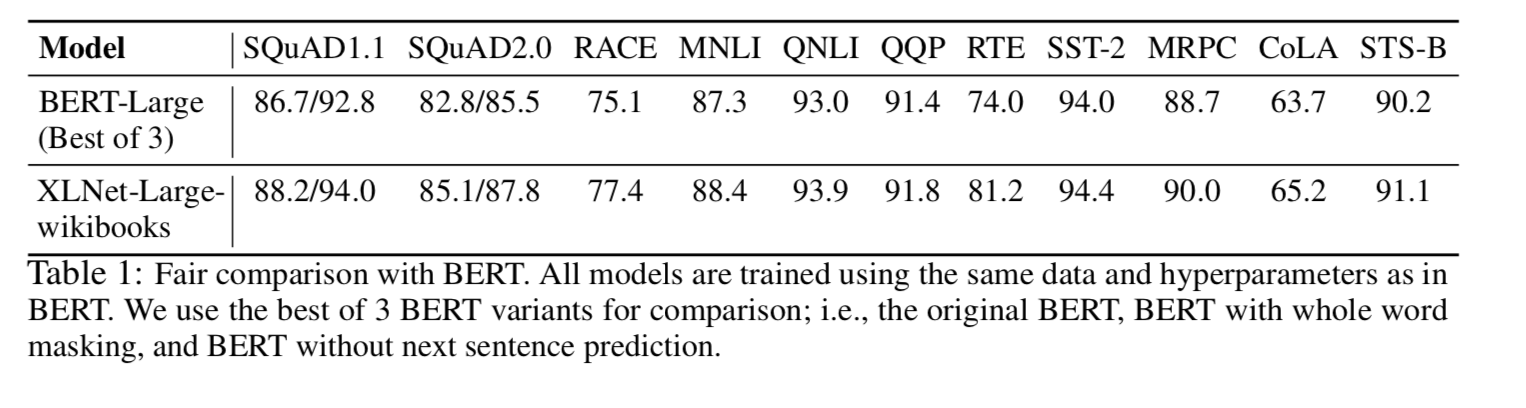 Model SQuAD1.1 SQuAD2.0 RACE MNLI QNLI QQP RTE SST-2 MRPC CoLA STS-B
BERT-Large 86.7/92.8 82.8/85.5 75.1 87.3 93.0 91.4 74.0 94.0 88.7 63.7 90.2
(Best of 3)
XLNet-Large- 88.2/94.0 85.1/87.8 77.4 88.4 93.9 91.8 81.2 94.4 90.0 65.2 91.1
wikibooks
Table 1: Fair comparison with BERT. All models are trained using the same data and hyperparameters as in
BERT. We use the best of 3 BERT variants for comparison; i.e., the original BERT, BERT with whole word
masking, and BERT without next sentence prediction.